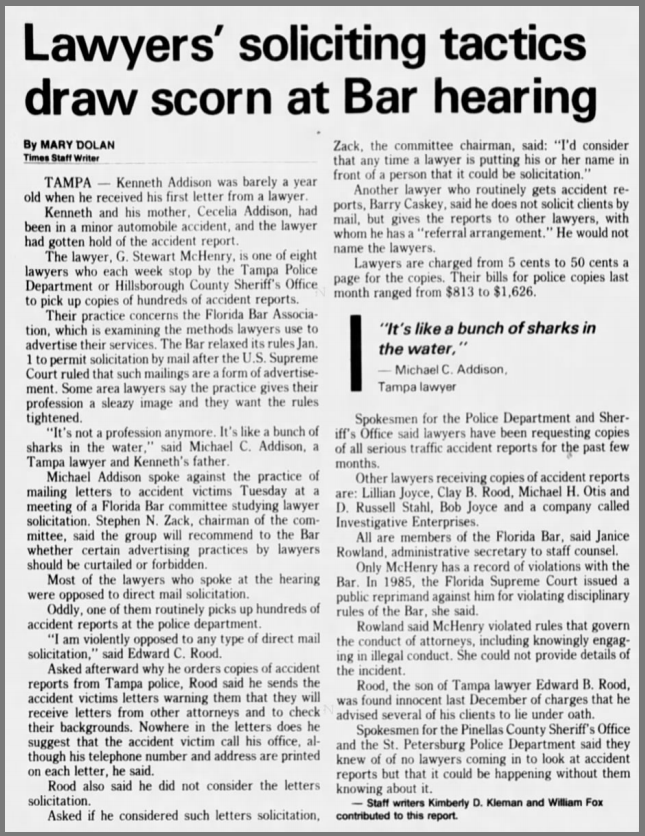 Lawyers' soliciting tactics
draw scorn at Bar hearing
By MARY DOLAN
Times Staff Writer
TAMPA — Kenneth Addison was barely a year
old when he received his first letter from a lawyer.
Kenneth and his mother, Cecelia Addison, had
been in a minor automobile accident, and the lawyer
had gotten hold of the accident report.
The lawyer, G. Stewart McHenry, is one of eight
lawyers who each week stop by the Tampa Police
Department or Hillsborough County Sheriff's Office
to pick up copies of hundreds of accident reports.
Their practice concerns the Florida Bar Associa-
tion, which is examining the methods lawyers use to
advertise their services. The Bar relaxed its rules Jan.
1 to permit solicitation by mail after the U.S. Supreme
Court ruled that such mailings are a form of advertise-
ment. Some area lawyers say the practice gives their
profession a sleazy image and they want the rules
tightened.
"It's not a profession anymore. It's like a bunch of
sharks in the water," said Michael C. Addison, a
Tampa lawyer and Kenneth's father.
Michael Addison spoke against the practice of
mailing letters to accident victims Tuesday at a
meeting of a Florida Bar committee studying lawyer
solicitation. Stephen N. Zack, chairman of the com-
mittee, said the group will recommend to the Bar
whether certain advertising practices by lawyers
should be curtailed or forbidden.
Most of the lawyers who spoke at the hearing
were opposed to direct mail solicitation.
Oddly, one of them routinely picks up hundreds of
accident reports at the police department.
"I am violently opposed to any type of direct mail
solicitation," said Edward C. Rood.
Asked afterward why he orders copies of accident
reports from Tampa police, Rood said he sends the
accident victims letters warning them that they will
receive letters from other attorneys and to check
their backgrounds. Nowhere in the letters does he
suggest that the accident victim call his office, al-
though his telephone number and address are printed
on each letter, he said.
Rood also said he did not consider the letters
solicitation.
Asked if he considered such letters solicitation,
Zack, the committee chairman, said: "I'd consider
that any time a lawyer is putting his or her name in
front of a person that it could be solicitation."
Another lawyer who routinely gets accident re-
ports, Barry Caskey, said he does not solicit clients by
mail, but gives the reports to other lawyers, with
whom he has a "referral arrangement." He would not
name the lawyers.
Lawyers are charged from 5 cents to 50 cents a
page for the copies. Their bills for police copies last
month ranged from $813 to $1,626.
"It's like a bunch of sharks in
the water,"
— Michael C. Addison,
Tampa lawyer
Spokesmen for the Police Department and Sher-
iff's Office said lawyers have been requesting copies
of all serious traffic accident reports for the past few
months.
Other lawyers receiving copies of accident reports
are: Lillian Joyce, Clay B. Rood, Michael H. Otis and
D. Russell Stahl, Bob Joyce and a company called
Investigative Enterprises.
All are members of the Florida Bar, said Janice
Rowland, administrative secretary to staff counsel.
Only McHenry has a record of violations with the
Bar. In 1985, the Florida Supreme Court issued a
public reprimand against him for violating disciplinary
rules of the Bar, she said.
Rowland said McHenry violated rules that govern
the conduct of attorneys, including knowingly engag-
ing in illegal conduct. She could not provide details of
the incident.
Rood, the son of Tampa lawyer Edward B. Rood,
was found innocent last December of charges that he
advised several of his clients to lie under oath.
Spokesmen for the Pinellas County Sheriff's Office
and the St. Petersburg Police Department said they
knew of of no lawyers coming in to look at accident
reports but that it could be happening without them
knowing about it.
— Staff writers Kimberly D. Kleman and William Fox
contributed to this report.